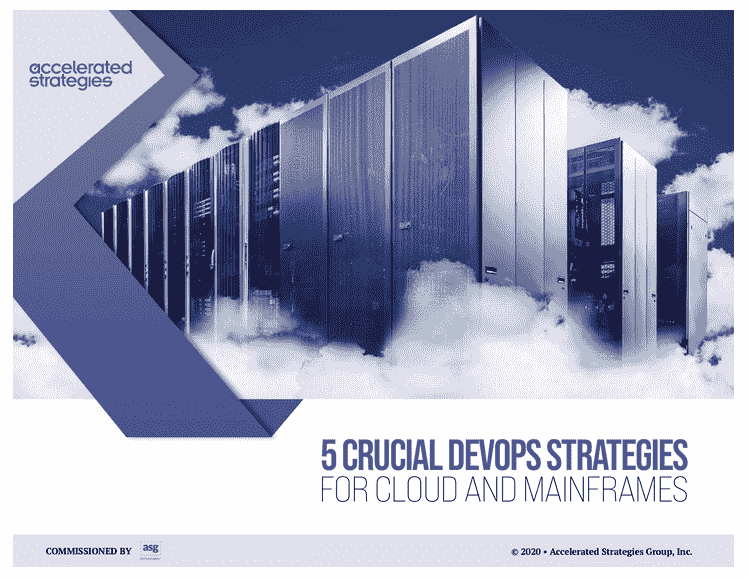 accelerated
strategies
5 CRUCIAL DEVOPS STRATEGIES
FOR CLOUD AND MAINFRAMES
COMMISSIONED BY asg
© 2020 • Accelerated Strategies Group, Inc.